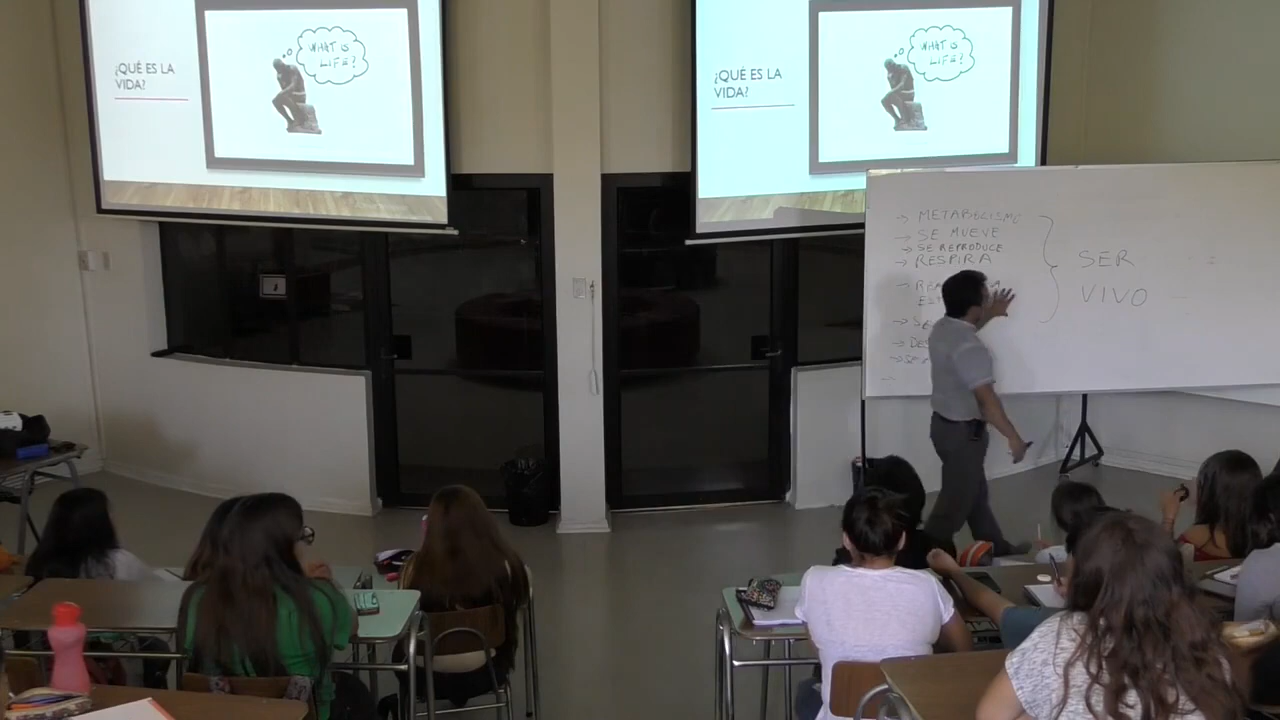 ¿QUÉ ES LA
VIDA?
WHAT IS
LIFE?
¿QUÉ ES LA
VIDA?
WHAT IS
LIFE?
→ METABOLISMO
→ SE MUEVE
→ SE REPRODUCE
→ RESPIRA
SER
VIVO